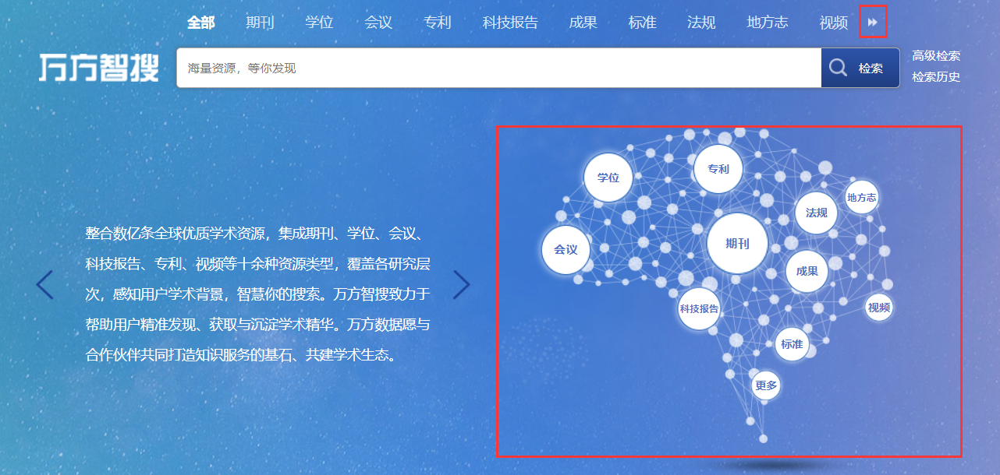 全部 期刊 学位 会议 专利 科技报告 成果 标准 法规 地方志 视频
万方智搜
海量资源，等你发现
检索
高级检索
检索历史
整合数亿条全球优质学术资源，集成期刊、学位、会议、
科技报告、专利、视频等十余种资源类型，覆盖各研究层
次，感知用户学术背景，智慧你的搜索。万方智搜致力于
帮助用户精准发现、获取与沉淀学术精华。万方数据愿与
合作伙伴共同打造知识服务的基石、共建学术生态。
学位
专利
地方志
法规
期刊
会议
成果
科技报告
视频
标准
更多